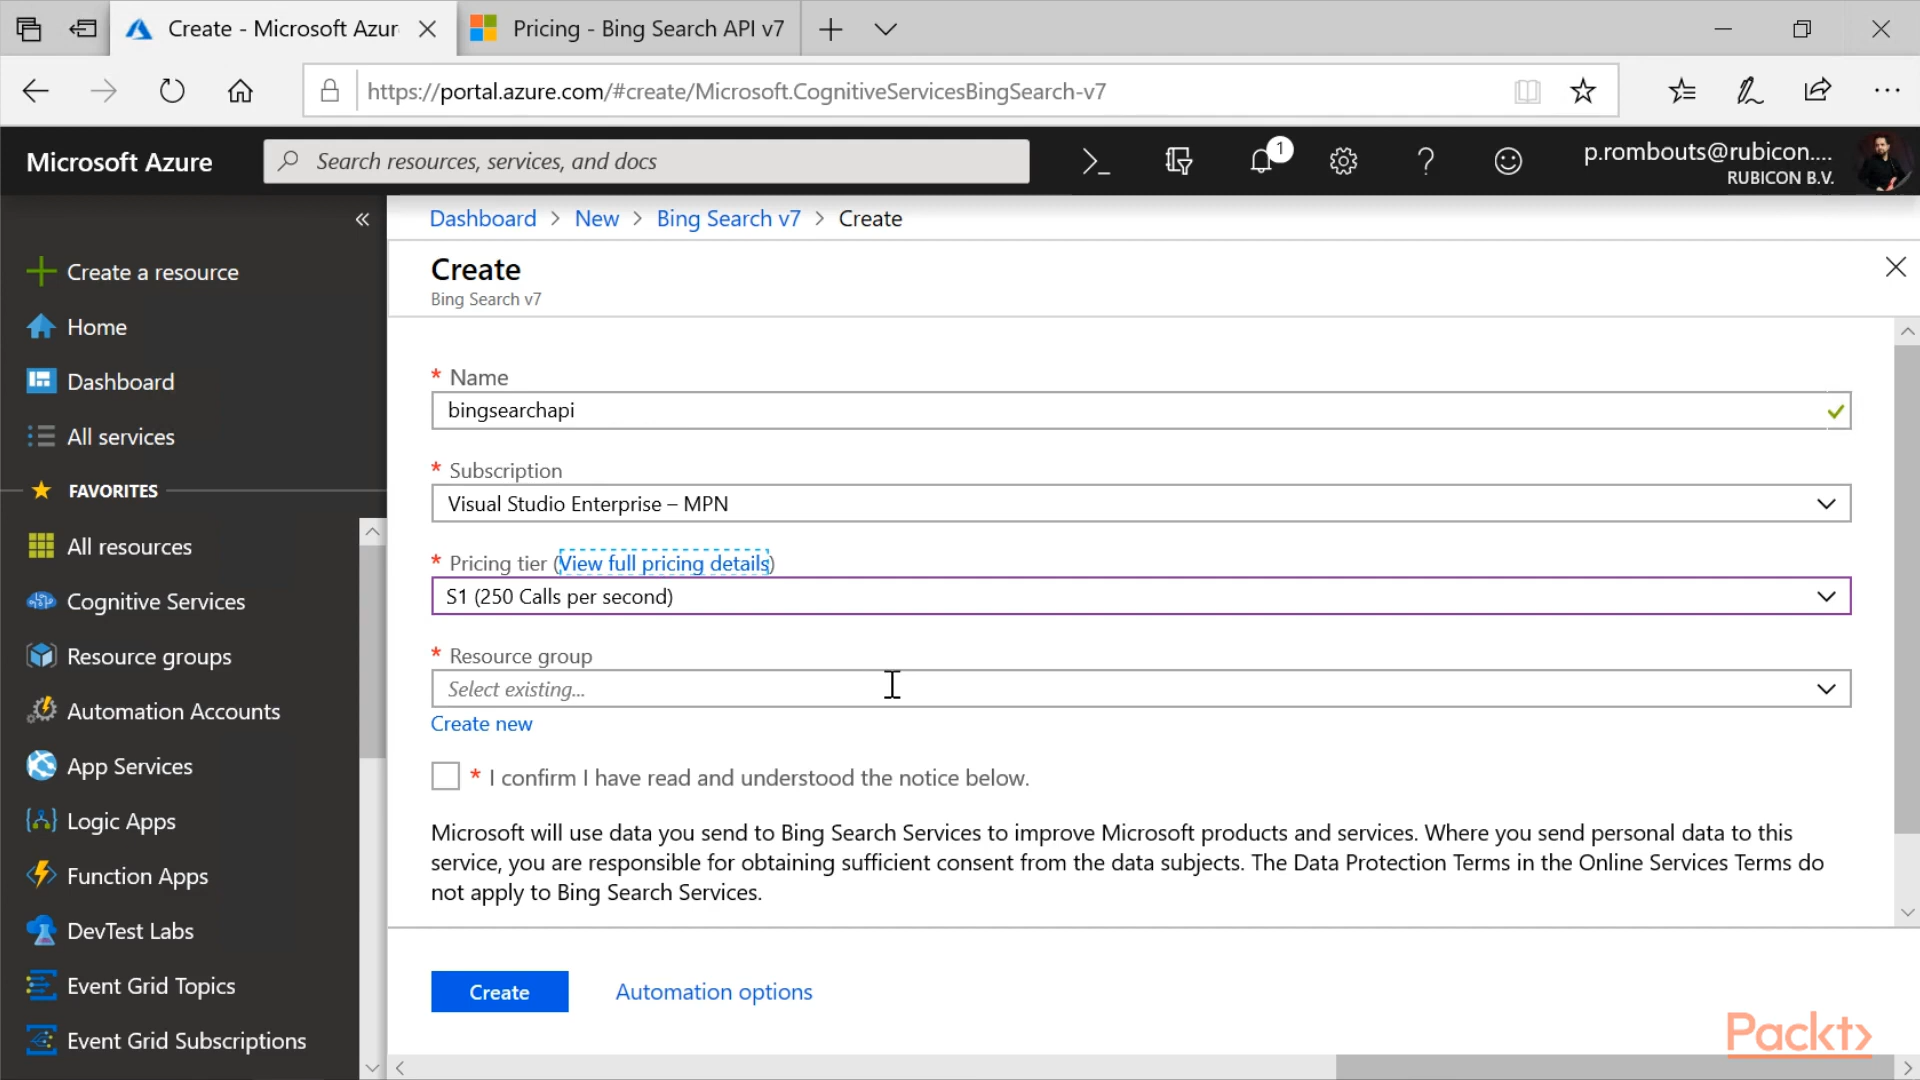 Create - Microsoft Azur
Pricing - Bing Search API v7
https://portal.azure.com/#create/Microsoft.CognitiveServicesBingSearch-v7
Microsoft Azure
Search resources, services, and docs
1
p.rombouts@rubicon....
RUBICON B.V.
Dashboard > New > Bing Search v7 > Create
Create
Bing Search v7
Create a resource
Home
Dashboard
All services
FAVORITES
All resources
Cognitive Services
Resource groups
Automation Accounts
App Services
Logic Apps
Function Apps
DevTest Labs
Event Grid Topics
Event Grid Subscriptions
* Name
bingsearchapi
* Subscription
Visual Studio Enterprise – MPN
* Pricing tier (View full pricing details)
S1 (250 Calls per second)
* Resource group
Select existing...
Create new
* I confirm I have read and understood the notice below.
Microsoft will use data you send to Bing Search Services to improve Microsoft products and services. Where you send personal data to this
service, you are responsible for obtaining sufficient consent from the data subjects. The Data Protection Terms in the Online Services Terms do
not apply to Bing Search Services.
Create
Automation options
Packt>